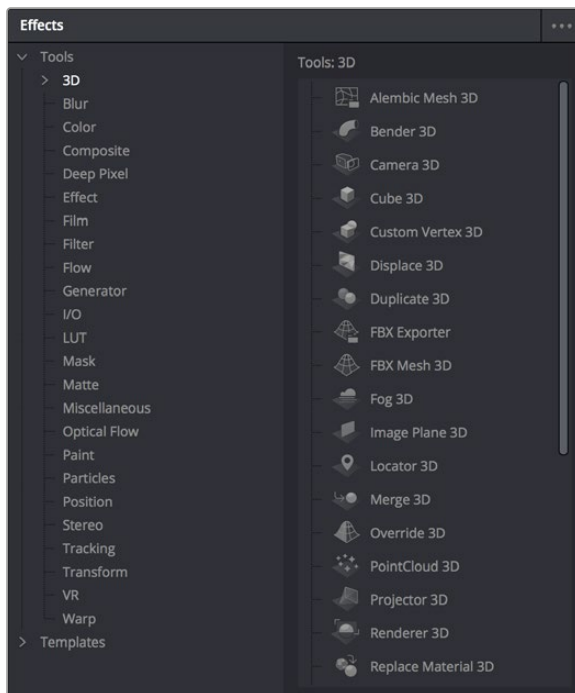 Effects
Tools
3D
Blur
Color
Composite
Deep Pixel
Effect
Film
Filter
Flow
Generator
I/O
LUT
Mask
Matte
Miscellaneous
Optical Flow
Paint
Particles
Position
Stereo
Tracking
Transform
VR
Warp
Templates
Tools: 3D
Alembic Mesh 3D
Bender 3D
Camera 3D
Cube 3D
Custom Vertex 3D
Displace 3D
Duplicate 3D
FBX Exporter
FBX Mesh 3D
Fog 3D
Image Plane 3D
Locator 3D
Merge 3D
Override 3D
PointCloud 3D
Projector 3D
Renderer 3D
Replace Material 3D